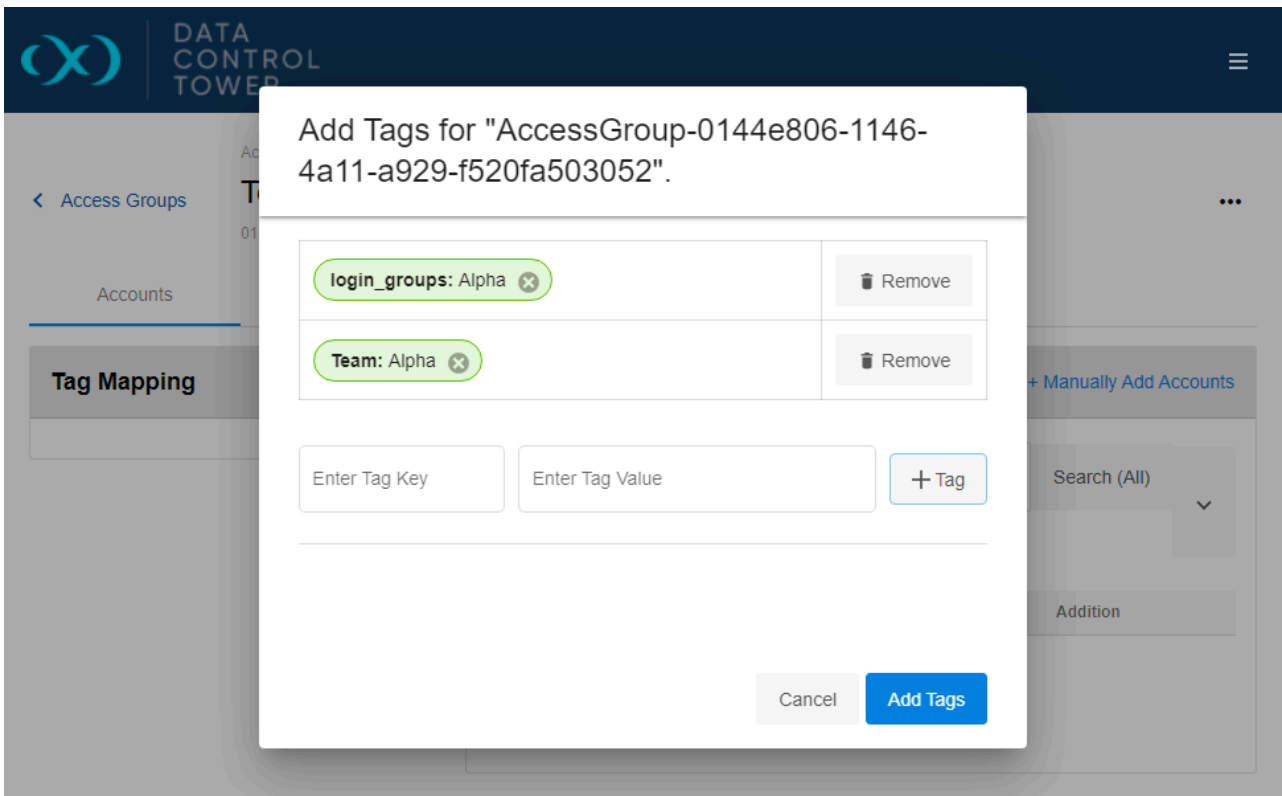 DATA
CONTROL
TOWER
Add Tags for "AccessGroup-0144e806-1146-
4a11-a929-f520fa503052".
Access Groups
01
Accounts
login_groups: Alpha
Remove
Team: Alpha
Remove
Tag Mapping
+ Manually Add Accounts
Enter Tag Key
Enter Tag Value
+ Tag
Search (All)
Addition
Cancel
Add Tags